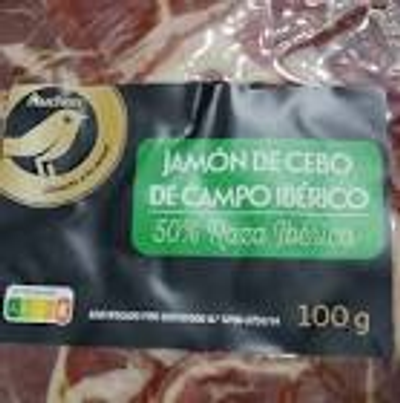 Auchan
JAMÓN DE CEBO
DE CAMPO IBÉRICO
50% Raza Ibérica
100 g